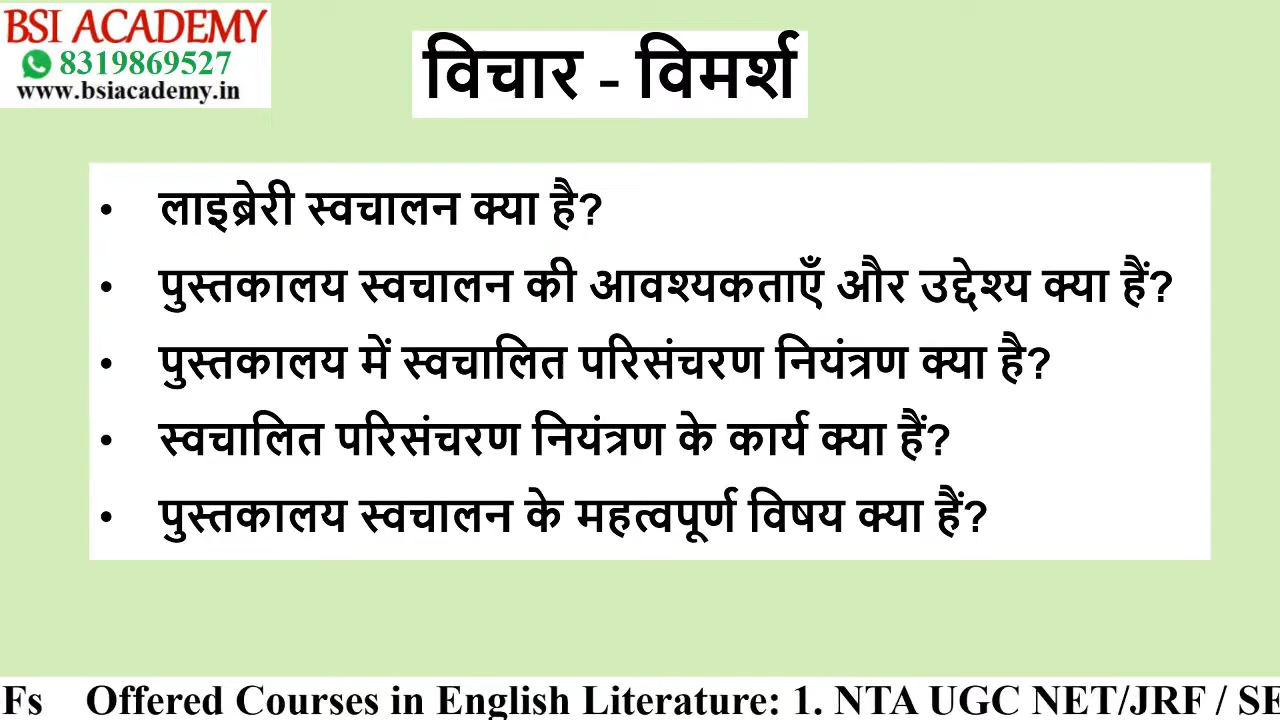 BSI ACADEMY
8319869527
www.bsiacademy.in
विचार - विमर्श
• लाइब्रेरी स्वचालन क्या है?
• पुस्तकालय स्वचालन की आवश्यकताएँ और उद्देश्य क्या हैं?
• पुस्तकालय में स्वचालित परिसंचरण नियंत्रण क्या है?
• स्वचालित परिसंचरण नियंत्रण के कार्य क्या हैं?
• पुस्तकालय स्वचालन के महत्वपूर्ण विषय क्या हैं?
Fs Offered Courses in English Literature: 1. NTA UGC NET/JRF / SE